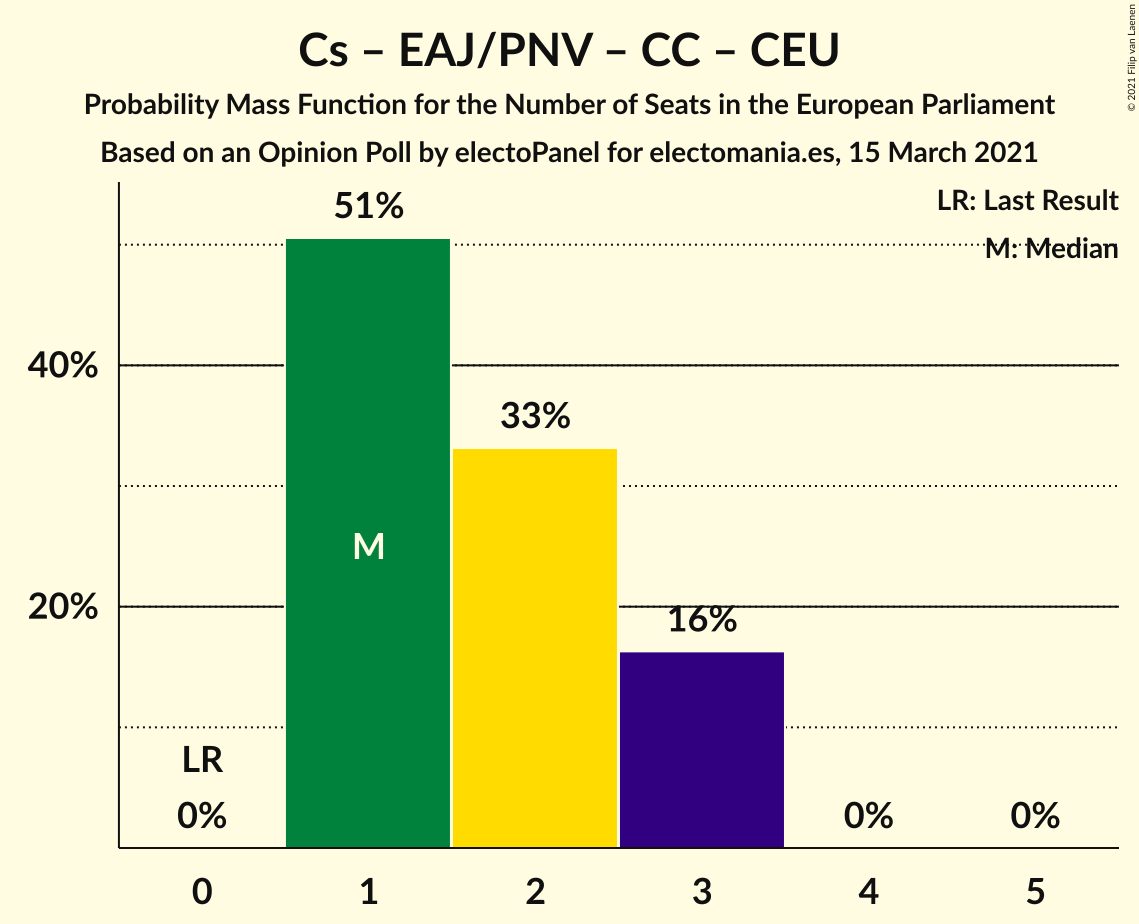 Cs – EAJ/PNV – CC – CEU
Probability Mass Function for the Number of Seats in the European Parliament
Based on an Opinion Poll by electoPanel for electomania.es, 15 March 2021
© 2021 Filip van Laenen
LR: Last Result
M: Median
51%
40%
33%
M
20%
16%
LR
0%
0%
0%
0
1
2
3
4
5